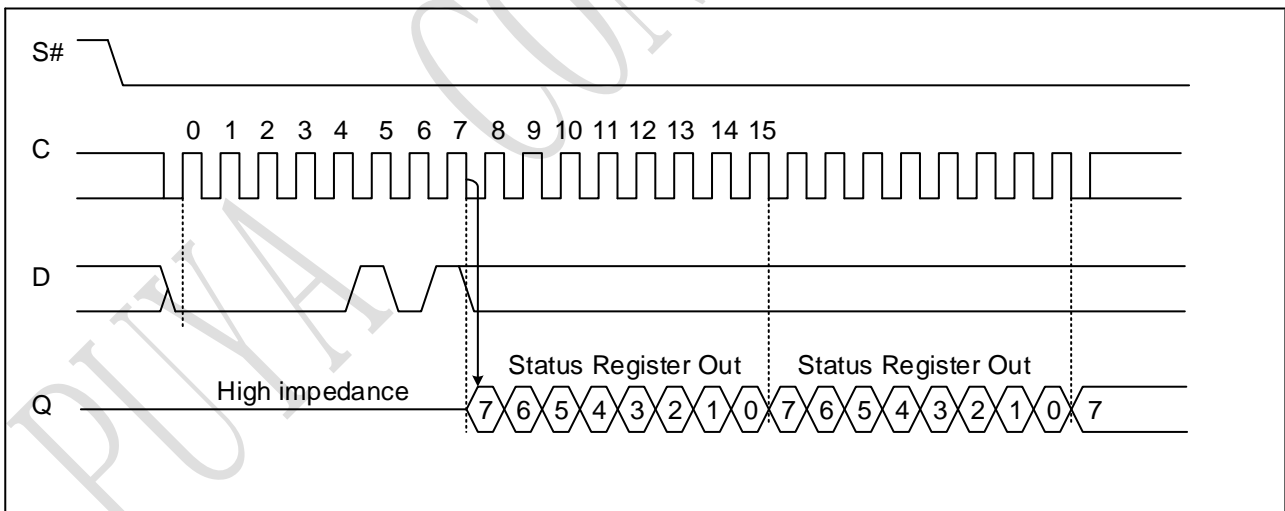 S#
C
0 1 2 3 4 5 6 7 8 9 10 11 12 13 14 15
D
Status Register Out Status Register Out
High impedance
Q
7 6 5 4 3 2 1 0 7 6 5 4 3 2 1 0 7
PUYA CON